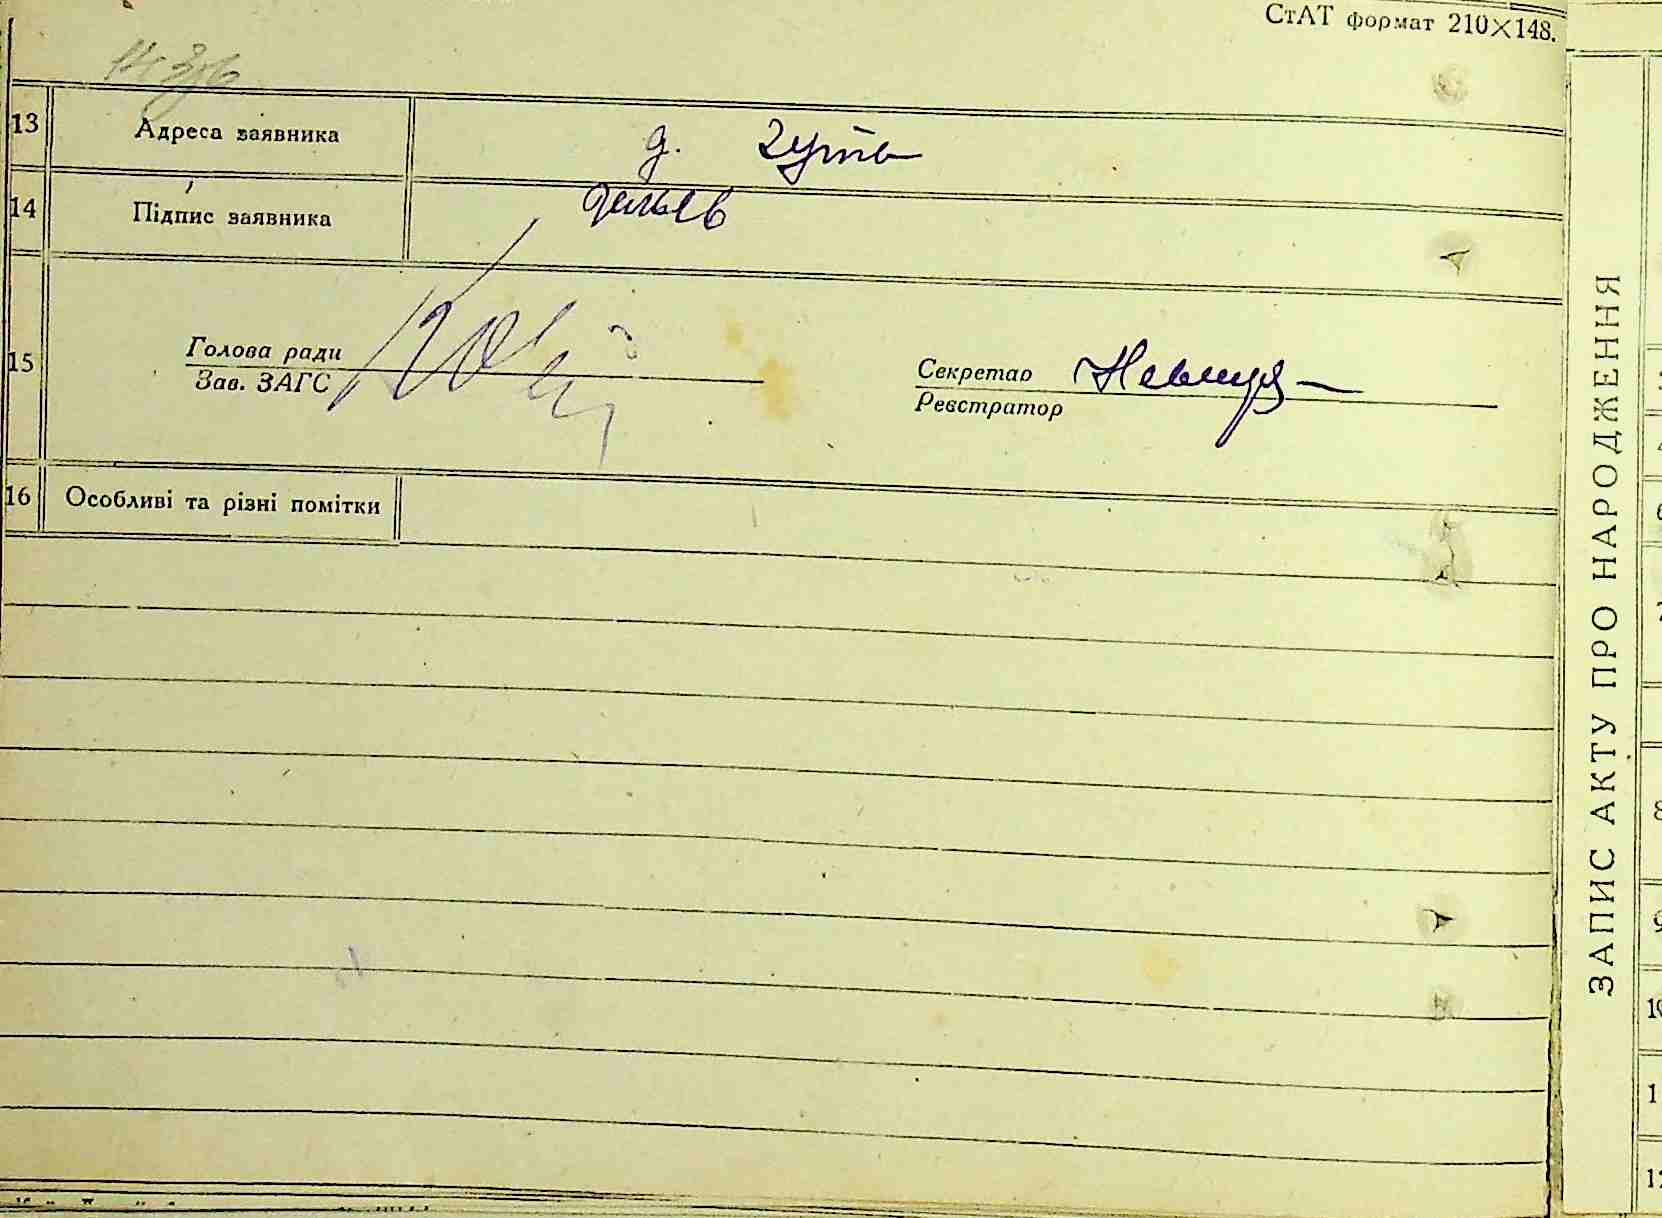 СтАТ формат 210×148.
13 Адреса заявника д. Гута
14 Підпис заявника
15 Голова ради
Зав. ЗАГС
Секретар
Реєстратор
16 Особливі та різні помітки
ЗАПИС АКТУ ПРО НАРОДЖЕННЯ